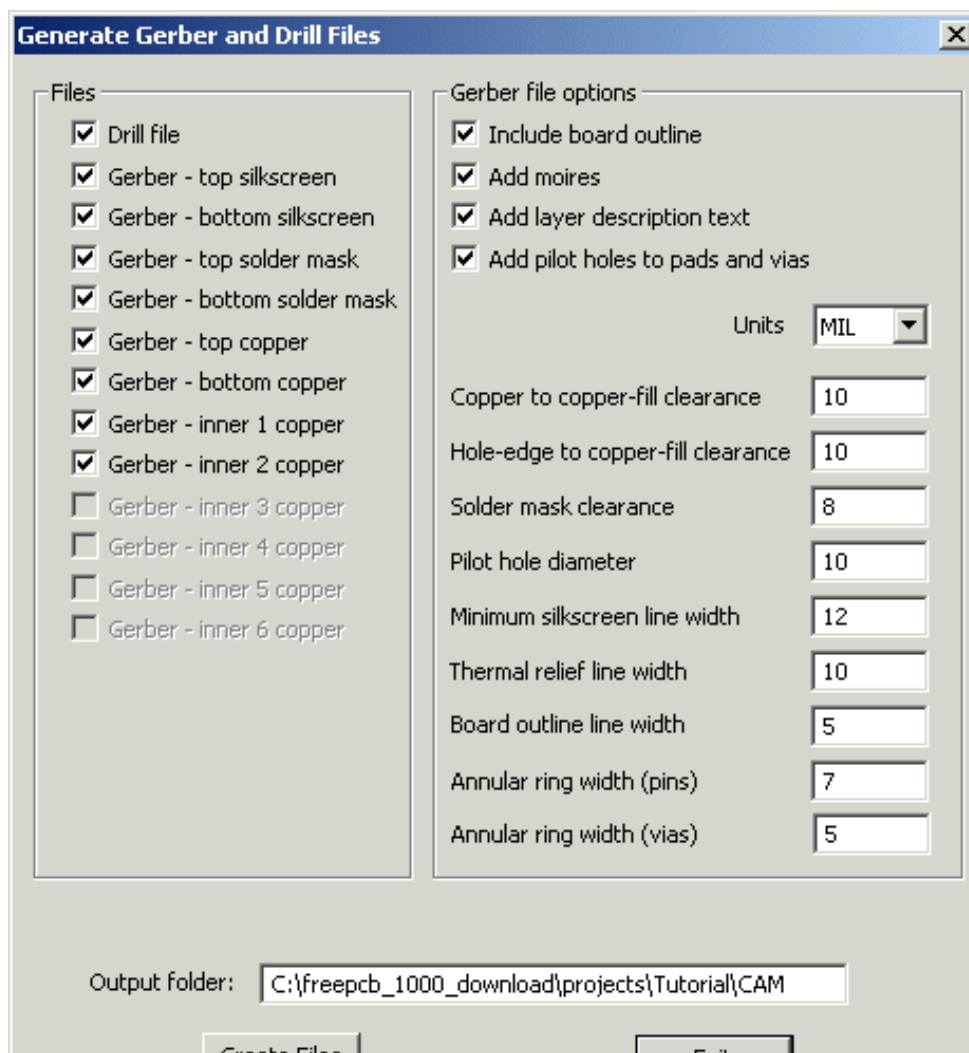 Generate Gerber and Drill Files
Files
Drill file
Gerber - top silkscreen
Gerber - bottom silkscreen
Gerber - top solder mask
Gerber - bottom solder mask
Gerber - top copper
Gerber - bottom copper
Gerber - inner 1 copper
Gerber - inner 2 copper
Gerber - inner 3 copper
Gerber - inner 4 copper
Gerber - inner 5 copper
Gerber - inner 6 copper
Gerber file options
Include board outline
Add moires
Add layer description text
Add pilot holes to pads and vias
Units MIL
Copper to copper-fill clearance 10
Hole-edge to copper-fill clearance 10
Solder mask clearance 8
Pilot hole diameter 10
Minimum silkscreen line width 12
Thermal relief line width 10
Board outline line width 5
Annular ring width (pins) 7
Annular ring width (vias) 5
Output folder: C:\freepcb_1000_download\projects\Tutorial\CAM
Create Files Exit